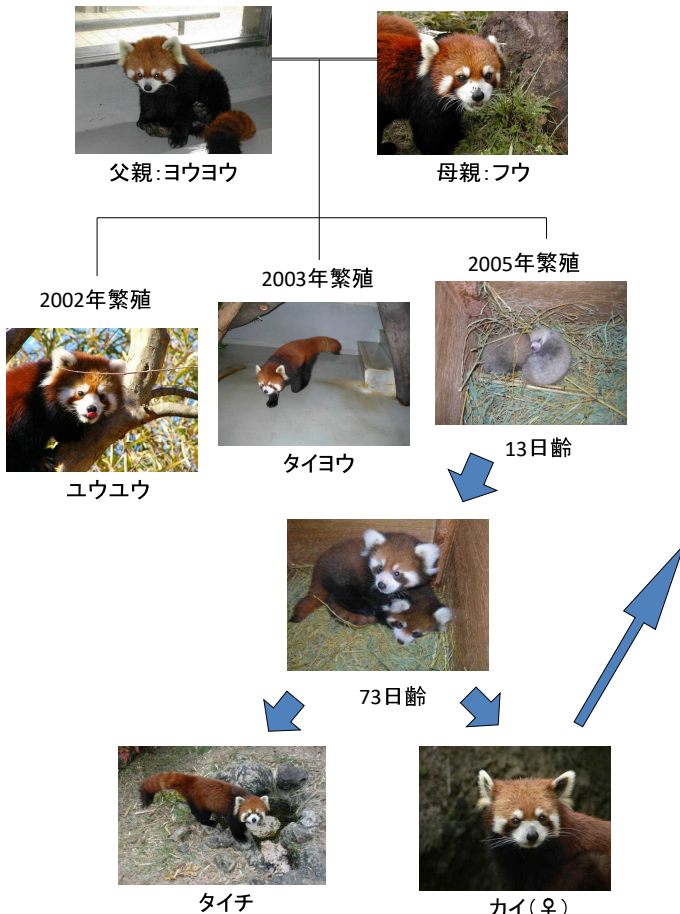 父親:ヨウヨウ
母親:フウ
2002年繁殖
2003年繁殖
2005年繁殖
ユウユウ
タイヨウ
13日齢
73日齢
タイチ
カイ(♀)